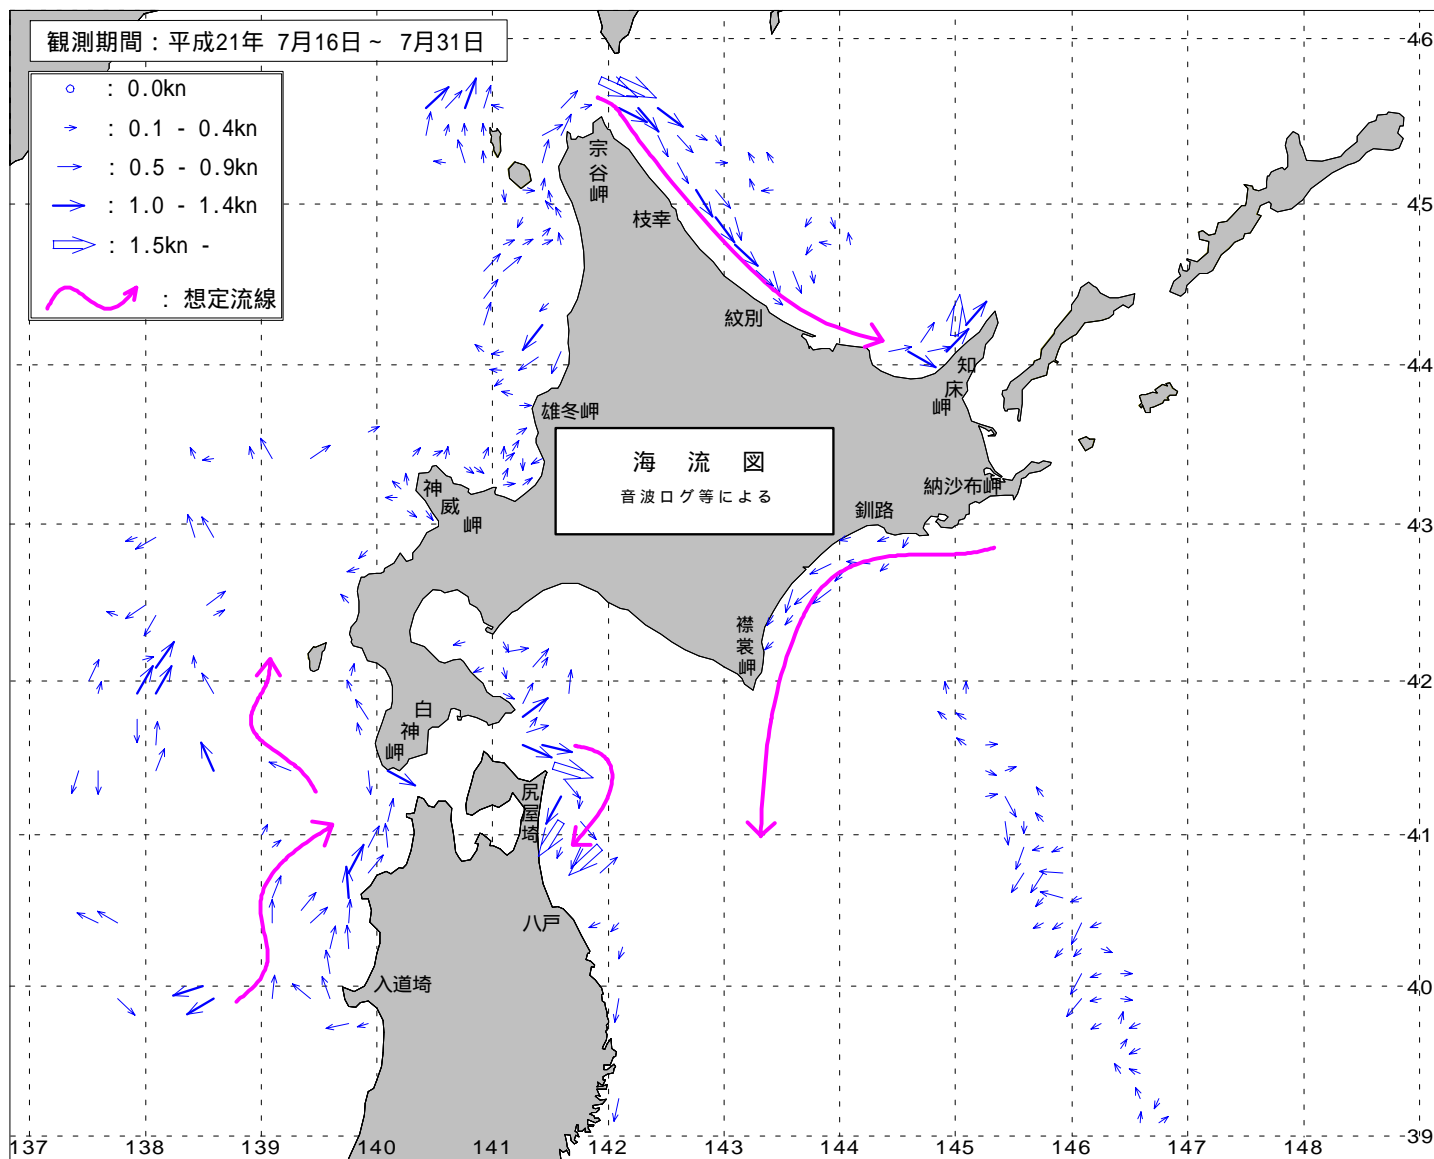 観測期間：平成21年 7月16日～ 7月31日
：0.0kn
：0.1 - 0.4kn
：0.5 - 0.9kn
：1.0 - 1.4kn
：1.5kn -
：想定流線
宗谷岬
枝幸
紋別
知床岬
雄冬岬
海流図
音波ログ等による
納沙布岬
釧路
神威岬
襟裳岬
白神岬
尻屋埼
八戸
入道埼
46
45
44
43
42
41
40
39
137 138 139 140 141 142 143 144 145 146 147 148